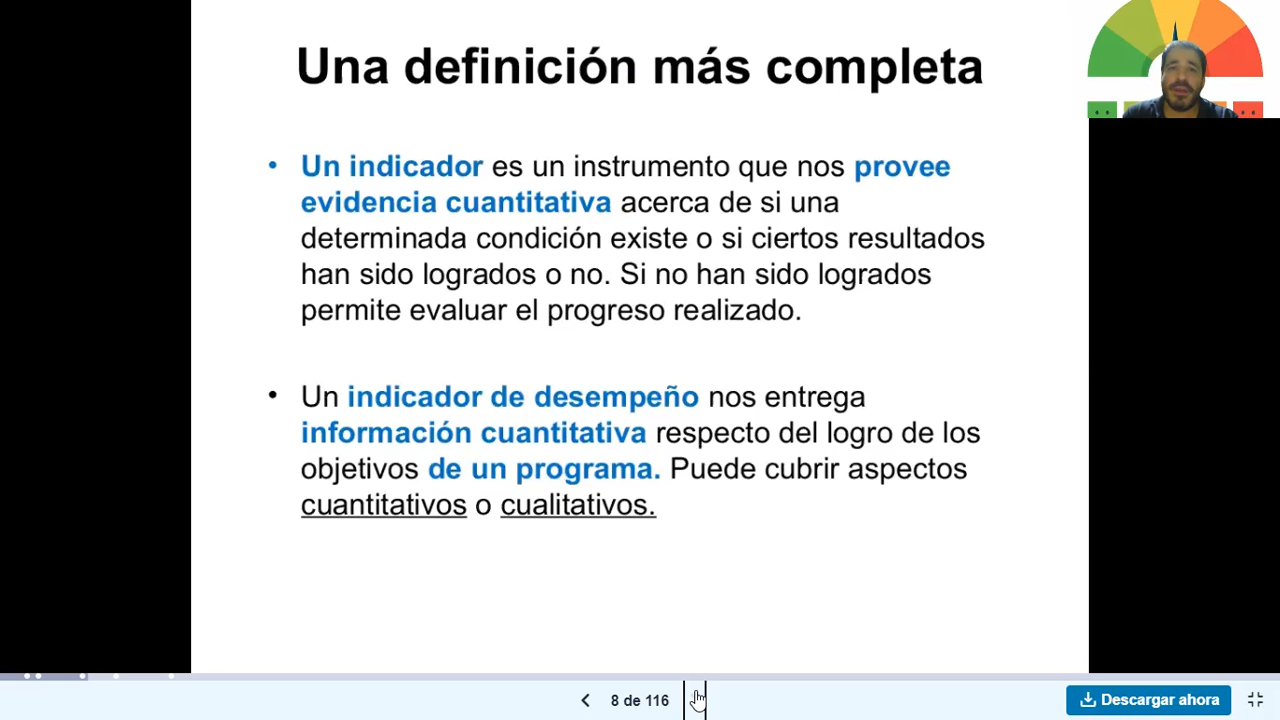 Una definición más completa
• Un indicador es un instrumento que nos provee
evidencia cuantitativa acerca de si una
determinada condición existe o si ciertos resultados
han sido logrados o no. Si no han sido logrados
permite evaluar el progreso realizado.
• Un indicador de desempeño nos entrega
información cuantitativa respecto del logro de los
objetivos de un programa. Puede cubrir aspectos
cuantitativos o cualitativos.
8 de 116
Descargar ahora